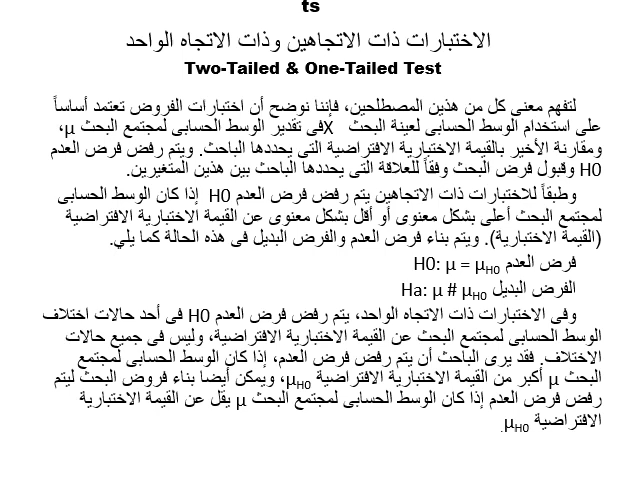 ts
الاختبارات ذات الاتجاهين وذات الاتجاه الواحد
Two-Tailed & One-Tailed Test
لتفهم معنى كل من هذين المصطلحين، فإننا نوضح أن اختبارات الفروض تعتمد أساساً
على استخدام الوسط الحسابى لعينة البحث X̄ فى تقدير الوسط الحسابى لمجتمع البحث μ،
ومقارنة الأخير بالقيمة الاختبارية الافتراضية التى يحددها الباحث. ويتم رفض فرض العدم
H0 وقبول فرض البحث وفقاً للعلاقة التى يحددها الباحث بين هذين المتغيرين.
وطبقاً للاختبارات ذات الاتجاهين يتم رفض فرض العدم H0 إذا كان الوسط الحسابى
لمجتمع البحث أعلى بشكل معنوى أو أقل بشكل معنوى عن القيمة الاختبارية الافتراضية
(القيمة الاختبارية). ويتم بناء فرض العدم والفرض البديل فى هذه الحالة كما يلي.
فرض العدم H0: μ = μH0
الفرض البديل Ha: μ # μH0
وفى الاختبارات ذات الاتجاه الواحد، يتم رفض فرض العدم H0 فى أحد حالات اختلاف
الوسط الحسابى لمجتمع البحث عن القيمة الاختبارية الافتراضية، وليس فى جميع حالات
الاختلاف. فقد يرى الباحث أن يتم رفض فرض العدم، إذا كان الوسط الحسابى لمجتمع
البحث μ أكبر من القيمة الاختبارية الافتراضية μH0، ويمكن أيضا بناء فروض البحث ليتم
رفض فرض العدم إذا كان الوسط الحسابى لمجتمع البحث μ يقل عن القيمة الاختبارية
الافتراضية μH0.